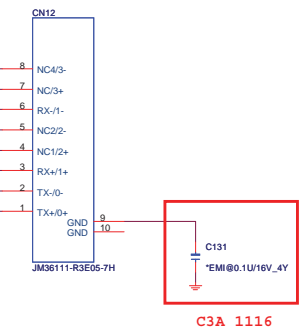 CN12
8 NC4/3-
7 NC/3+
6 RX-/1-
5 NC2/2-
4 NC1/2+
3 RX+/1+
2 TX-/0-
1 TX+/0+
GND 9
GND 10
JM36111-R3E05-7H
C131
*EMI@0.1U/16V_4Y
C3A 1116